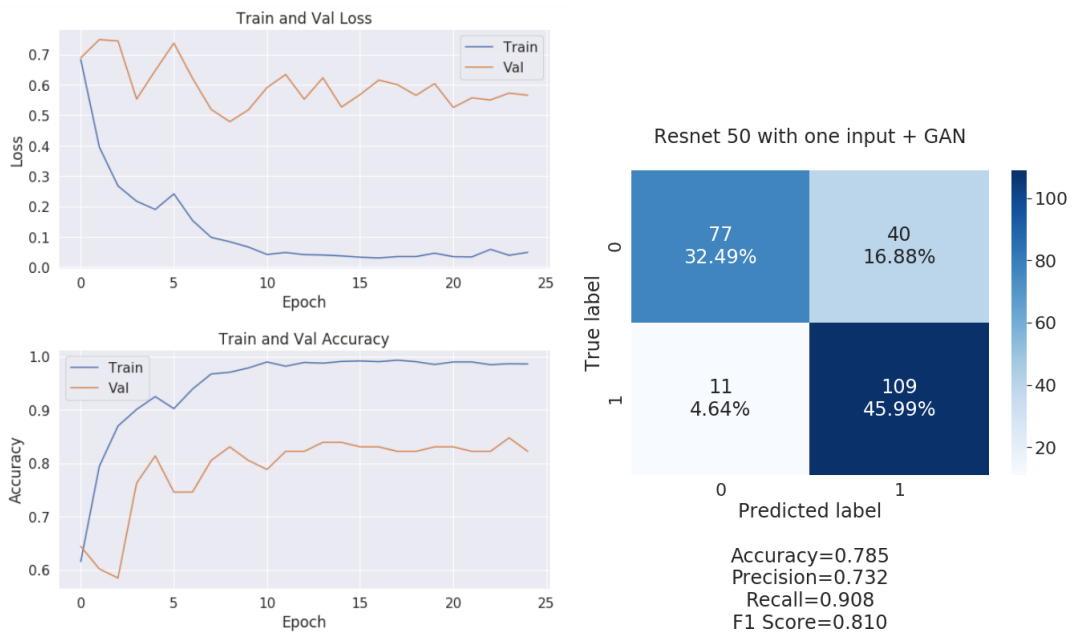 Train and Val Loss
Train
Val
0.7
0.6
0.5
0.4
0.3
0.2
0.1
0.0
Loss
0 5 10 15 20 25
Epoch
Train and Val Accuracy
Train
Val
1.0
0.9
0.8
0.7
0.6
Accuracy
0 5 10 15 20 25
Epoch
Resnet 50 with one input + GAN
True label
0
1
77
32.49%
40
16.88%
11
4.64%
109
45.99%
0 1
Predicted label
100
80
60
40
20
Accuracy=0.785
Precision=0.732
Recall=0.908
F1 Score=0.810